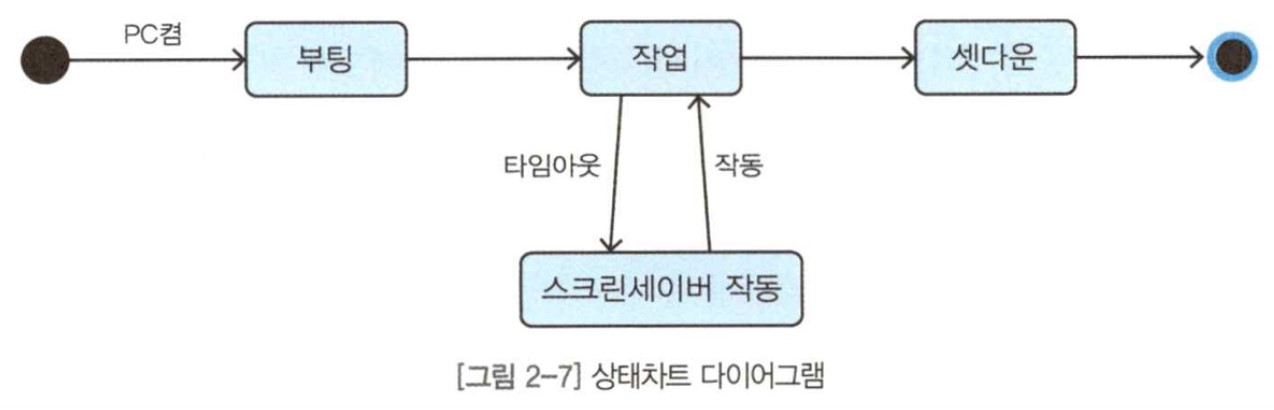 PC켬
부팅
작업
셋다운
타임아웃
작동
스크린세이버 작동
[그림 2-7] 상태차트 다이어그램